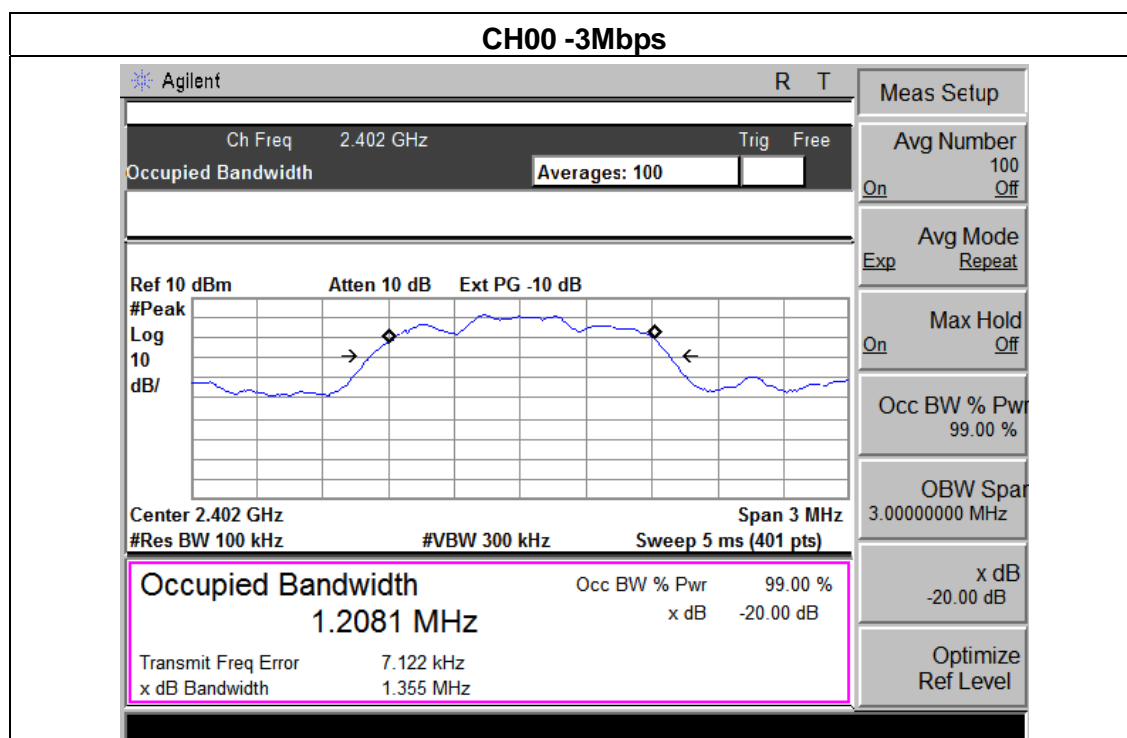 CH00 -3Mbps
Agilent R T
Ch Freq 2.402 GHz Trig Free
Occupied Bandwidth Averages: 100
Ref 10 dBm Atten 10 dB Ext PG -10 dB
#Peak
Log
10
dB/
Center 2.402 GHz Span 3 MHz
#Res BW 100 kHz #VBW 300 kHz Sweep 5 ms (401 pts)
Occupied Bandwidth Occ BW % Pwr 99.00 %
1.2081 MHz x dB -20.00 dB
Transmit Freq Error 7.122 kHz
x dB Bandwidth 1.355 MHz
Meas Setup
Avg Number
100
On Off
Avg Mode
Exp Repeat
Max Hold
On Off
Occ BW % Pwr
99.00 %
OBW Span
3.00000000 MHz
x dB
-20.00 dB
Optimize
Ref Level